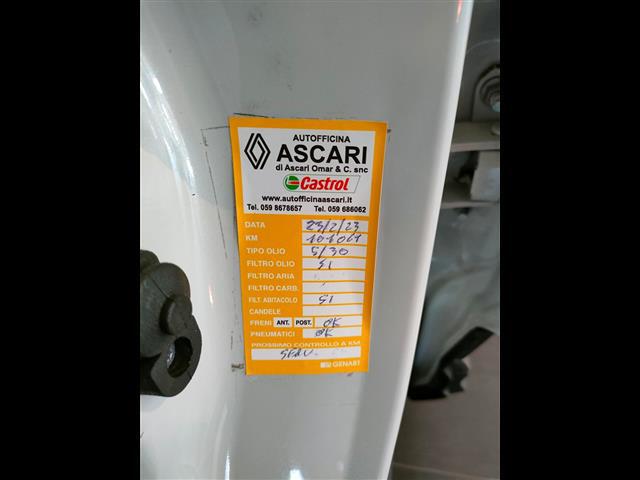 AUTOFFICINA
ASCARI
di Ascari Omar & C. snc
Castrol
www.autofficinaascari.it
Tel. 059 8678657 Tel. 059 686062
DATA 23/2/23
KM
TIPO OLIO 5/30
FILTRO OLIO SI
FILTRO ARIA
FILTRO CARB.
FILT. ABITACOLO SI
CANDELE
FRENI ANT. POST. OK
PNEUMATICI OK
PROSSIMO CONTROLLO A KM
GENART